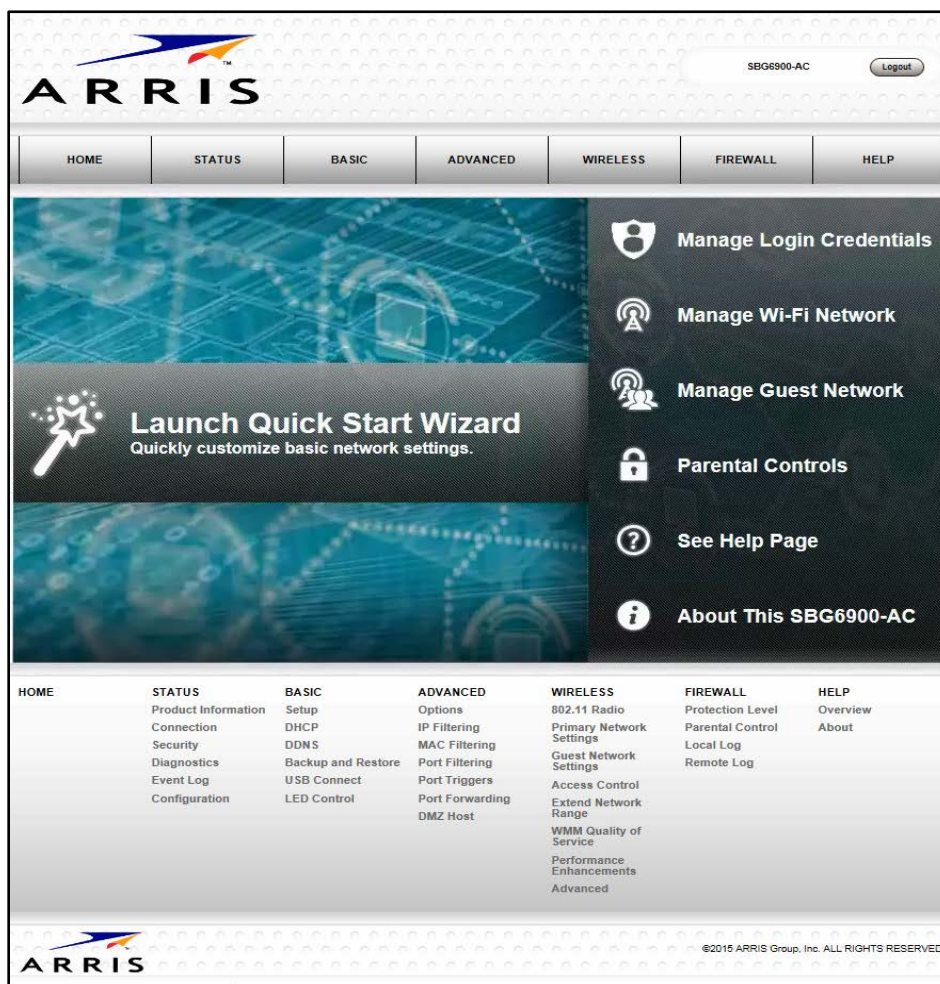 ARRIS
TM
SBG6900-AC
Logout
HOME
STATUS
BASIC
ADVANCED
WIRELESS
FIREWALL
HELP
Launch Quick Start Wizard
Quickly customize basic network settings.
Manage Login Credentials
Manage Wi-Fi Network
Manage Guest Network
Parental Controls
See Help Page
About This SBG6900-AC
HOME
STATUS
Product Information
Connection
Security
Diagnostics
Event Log
Configuration
BASIC
Setup
DHCP
DDNS
Backup and Restore
USB Connect
LED Control
ADVANCED
Options
IP Filtering
MAC Filtering
Port Filtering
Port Triggers
Port Forwarding
DMZ Host
WIRELESS
802.11 Radio
Primary Network
Settings
Guest Network
Settings
Access Control
Extend Network
Range
WMM Quality of
Service
Performance
Enhancements
Advanced
FIREWALL
Protection Level
Parental Control
Local Log
Remote Log
HELP
Overview
About
ARRIS
©2015 ARRIS Group, Inc. ALL RIGHTS RESERVED